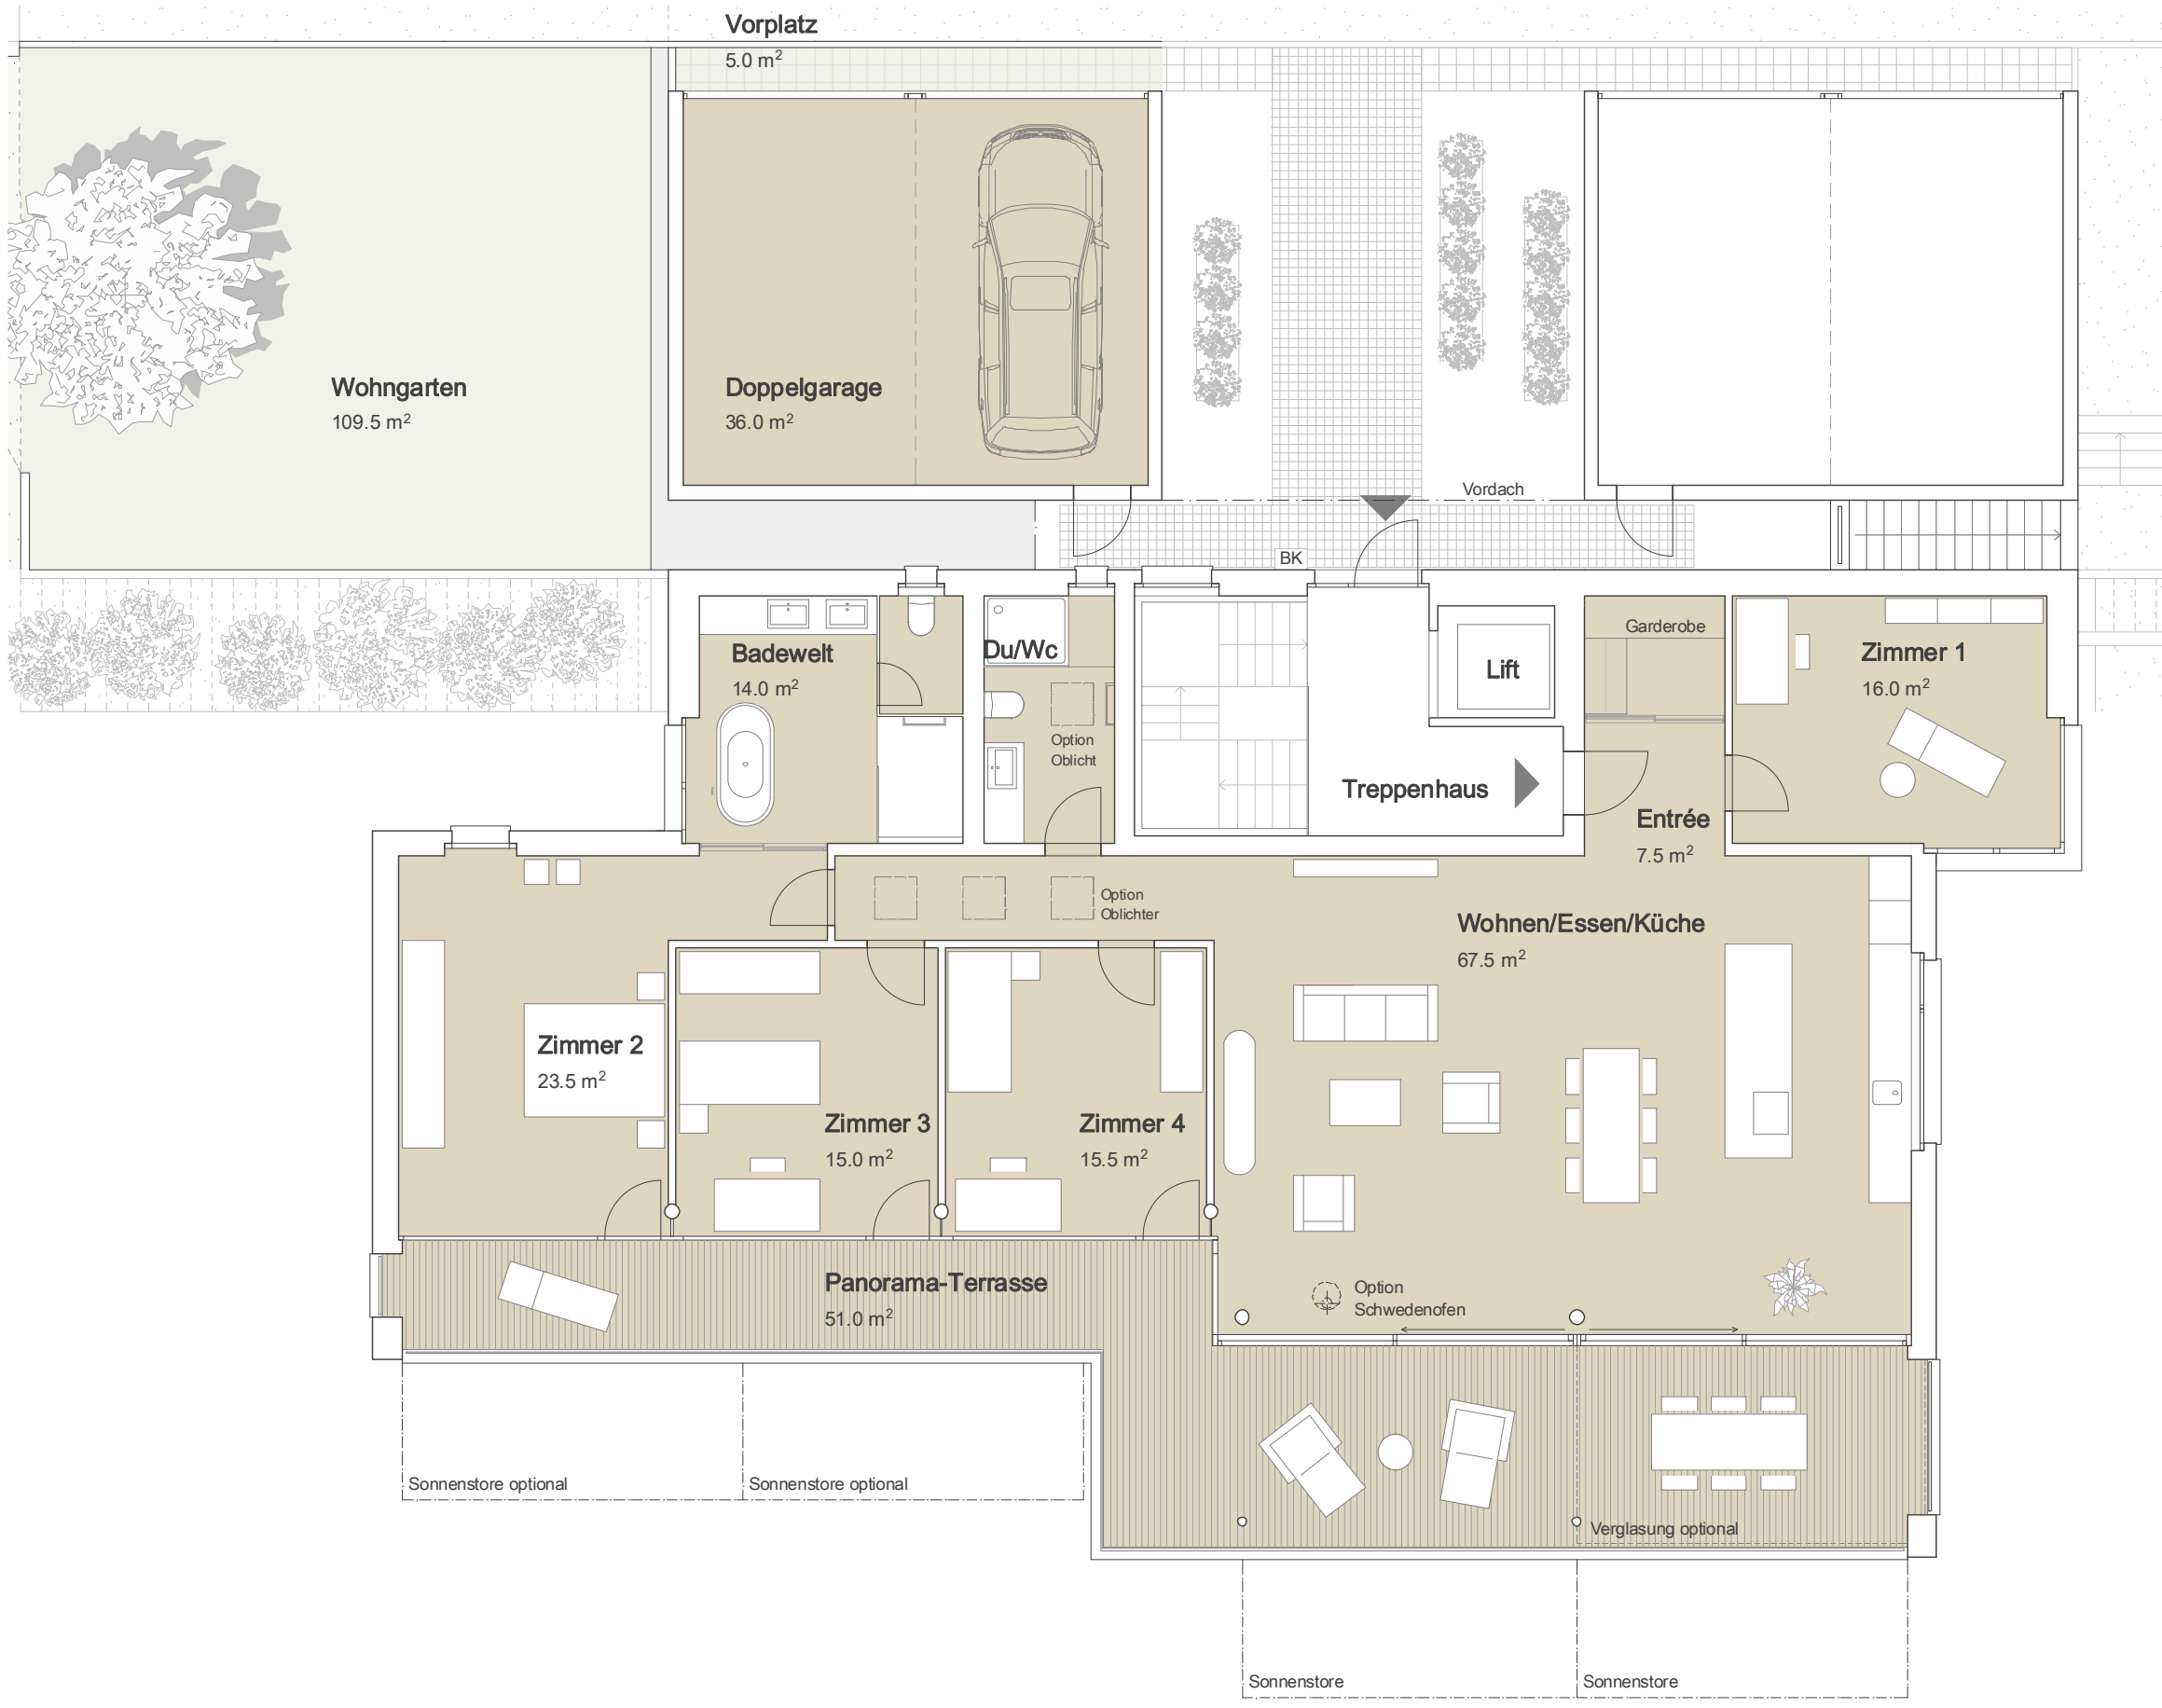 Vorplatz
5.0 m²
Wohngarten
109.5 m²
Doppelgarage
36.0 m²
Vordach
BK
Badewelt
14.0 m²
Du/Wc
Option
Oblicht
Lift
Treppenhaus
Garderobe
Zimmer 1
16.0 m²
Entrée
7.5 m²
Option
Oblichter
Wohnen/Essen/Küche
67.5 m²
Zimmer 2
23.5 m²
Zimmer 3
15.0 m²
Zimmer 4
15.5 m²
Panorama-Terrasse
51.0 m²
Option
Schwedenofen
Sonnenstore optional
Sonnenstore optional
Verglasung optional
Sonnenstore
Sonnenstore